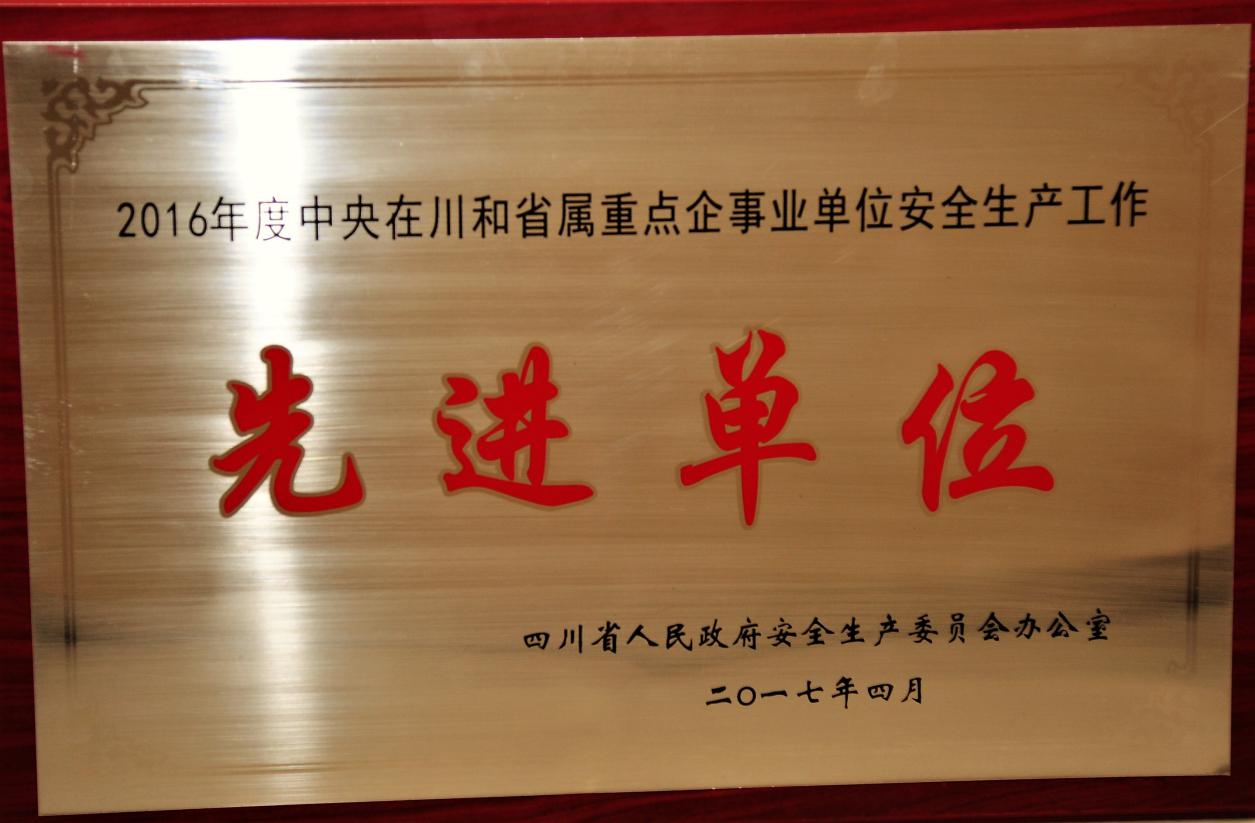 2016年度中央在川和省属重点企事业单位安全生产工作
先进单位
四川省人民政府安全生产委员会办公室
二〇一七年四月